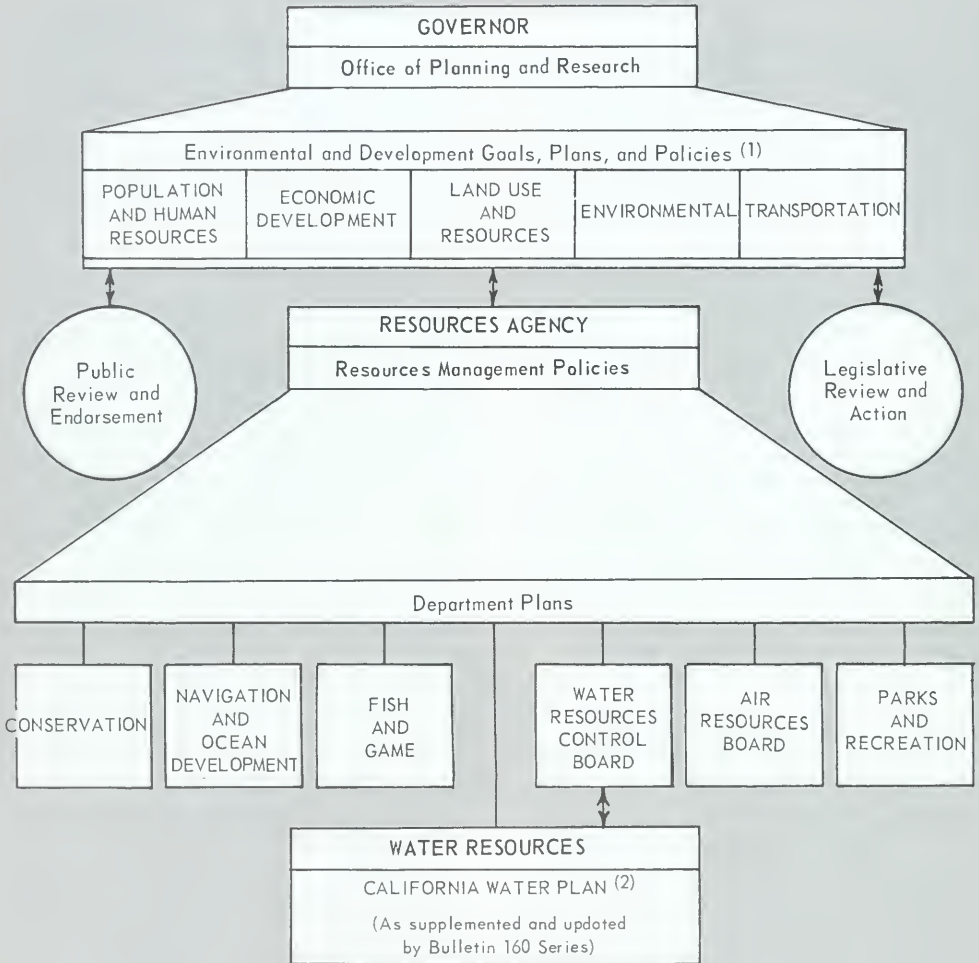 GOVERNOR
Office of Planning and Research
Environmental and Development Goals, Plans, and Policies (1)
POPULATION
AND HUMAN
RESOURCES
ECONOMIC
DEVELOPMENT
LAND USE
AND
RESOURCES
ENVIRONMENTAL
TRANSPORTATION
Public
Review and
Endorsement
RESOURCES AGENCY
Resources Management Policies
Legislative
Review and
Action
Department Plans
CONSERVATION
NAVIGATION
AND
OCEAN
DEVELOPMENT
FISH
AND
GAME
WATER
RESOURCES
CONTROL
BOARD
AIR
RESOURCES
BOARD
PARKS
AND
RECREATION
WATER RESOURCES
CALIFORNIA WATER PLAN (2)
(As supplemented and updated
by Bulletin 160 Series)